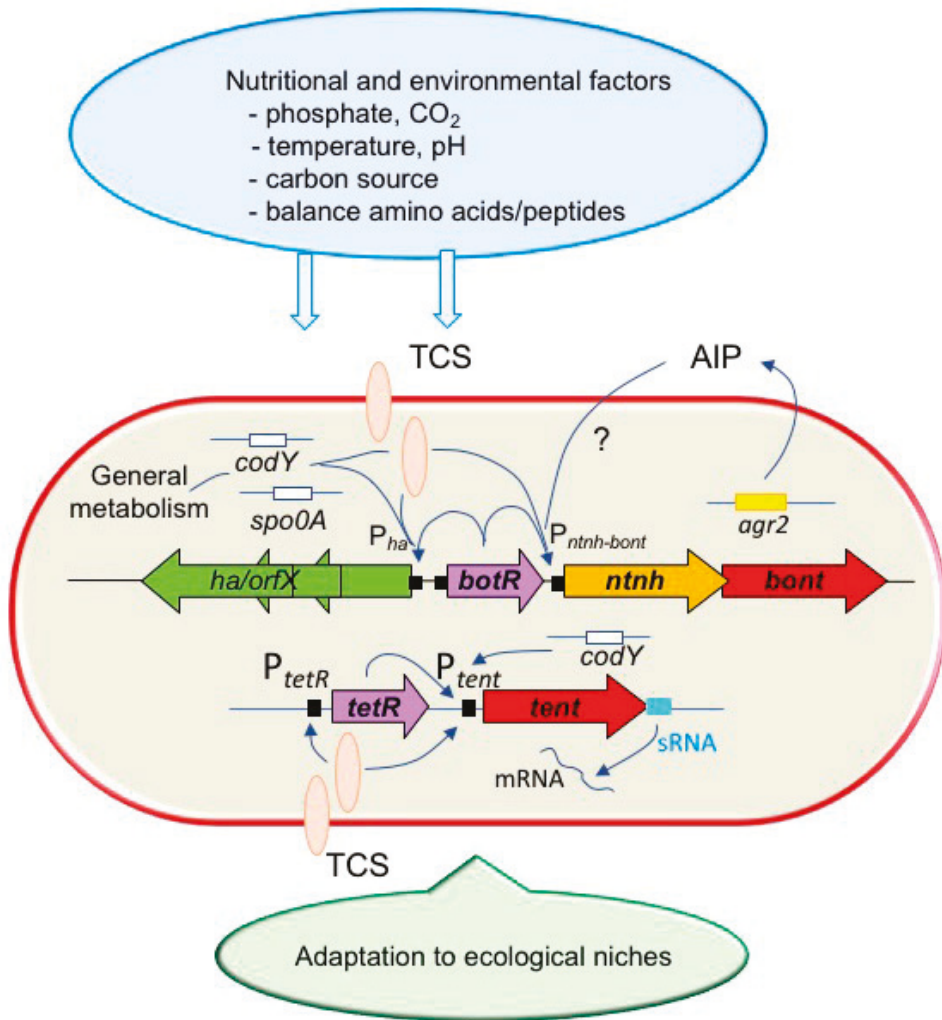 Nutritional and environmental factors
- phosphate, CO₂
- temperature, pH
- carbon source
- balance amino acids/peptides
TCS
AIP
?
codY
General
metabolism
spo0A
agr2
Pha
Pntnh-bont
ha/orfX
botR
ntnh
bont
codY
PtetR
Ptent
tetR
tent
sRNA
mRNA
TCS
Adaptation to ecological niches